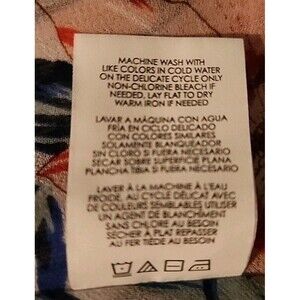 MACHINE WASH WITH
LIKE COLORS IN COLD WATER
ON THE DELICATE CYCLE ONLY
NON-CHLORINE BLEACH IF
NEEDED, LAY FLAT TO DRY
WARM IRON IF NEEDED
LAVAR A MÁQUINA CON AGUA
FRÍA EN CICLO DELICADO
CON COLORES SIMILARES
SOLAMENTE BLANQUEADOR
SIN CLORO SI FUERA NECESARIO
SECAR SOBRE SUPERFICIE PLANA
PLANCHA TIBIA SI FUERA NECESARIO
LAVER À LA MACHINE À L'EAU
FROIDE, AU CYCLE DÉLICAT AVEC
DE COULEURS SEMBLABLES UTILISER
UN AGENT DE BLANCHIMENT
SANS CHLORE AU BESOIN
SÉCHER À PLAT REPASSER
AU FER TIÈDE AU BESOIN